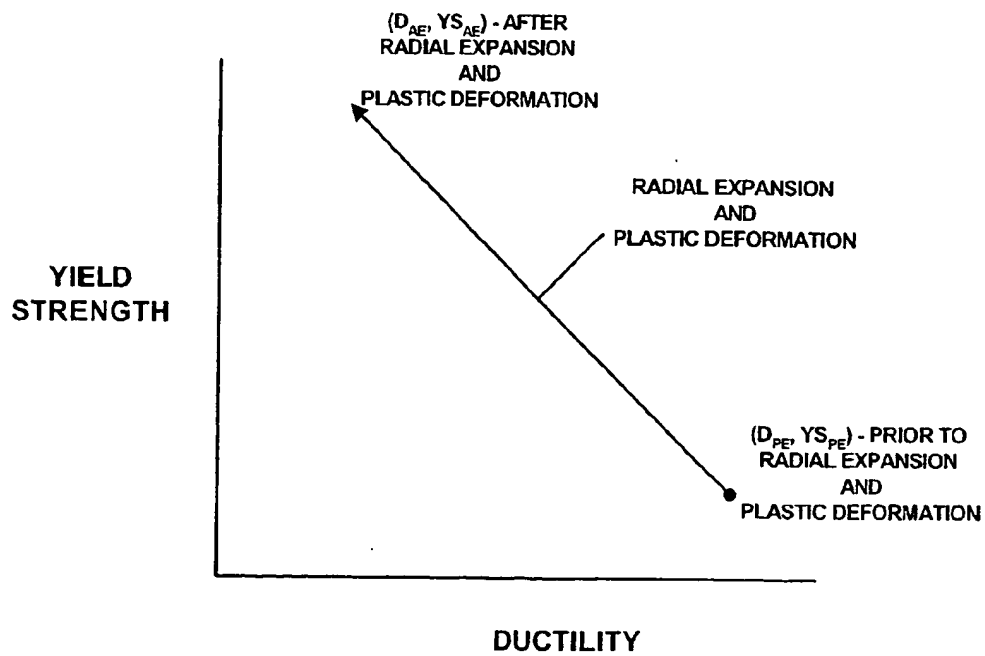 (D_AE, YS_AE) - AFTER
RADIAL EXPANSION
AND
PLASTIC DEFORMATION
RADIAL EXPANSION
AND
PLASTIC DEFORMATION
YIELD
STRENGTH
(D_PE, YS_PE) - PRIOR TO
RADIAL EXPANSION
AND
PLASTIC DEFORMATION
DUCTILITY